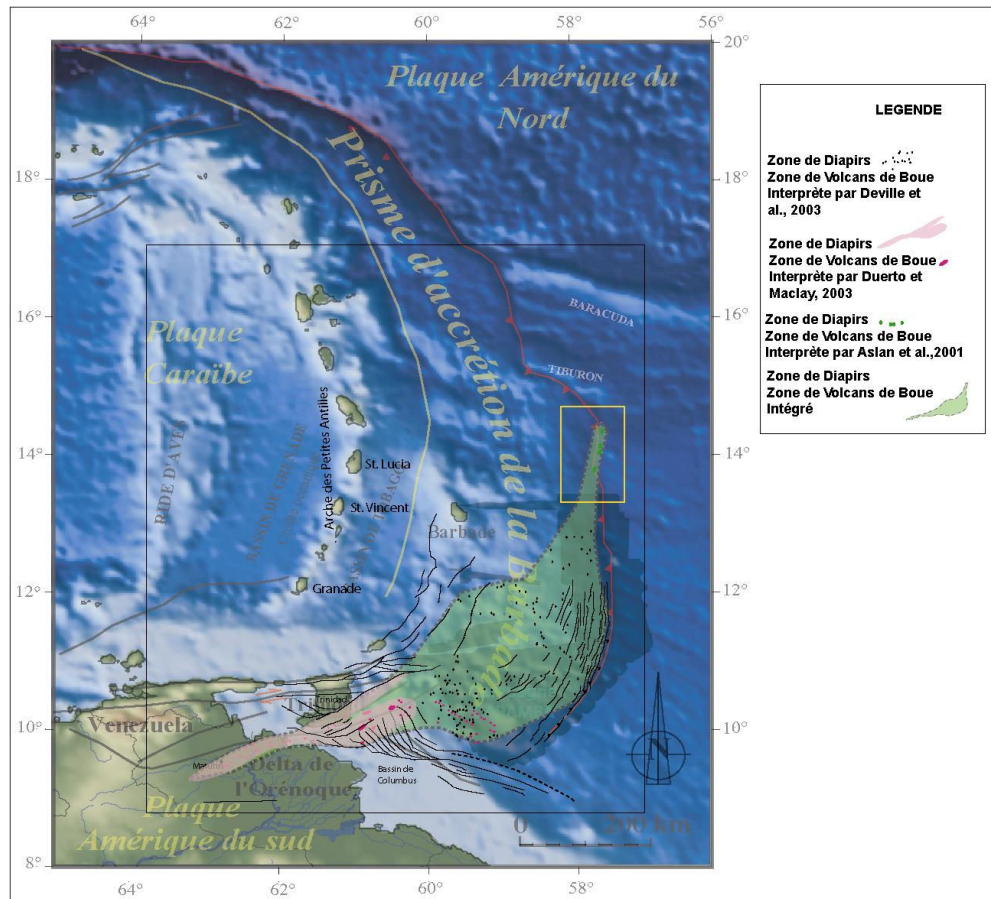 64°
62°
60°
58°
56°
20°
18°
16°
14°
12°
10°
8°
Plaque Amérique du
Nord
Prisme d'accrétion de la Barbade
BARACUDA
TIBURON
Plaque
Caraïbe
RIDE D'AVES
Arche des Petites Antilles
St. Lucia
St. Vincent
Granade
Barbade
Trinidad
Venezuela
Delta de
l'Orénoque
Bassin de
Columbus
Plaque
Amérique du sud
0 200 km
N
18°
16°
14°
12°
10°
64°
62°
60°
58°
LEGENDE
Zone de Diapirs
Zone de Volcans de Boue
Interprète par Deville et
al., 2003
Zone de Diapirs
Zone de Volcans de Boue
Interprète par Duerto et
Maclay, 2003
Zone de Diapirs
Zone de Volcans de Boue
Interprète par Aslan et al.,2001
Zone de Diapirs
Zone de Volcans de Boue
Intégré